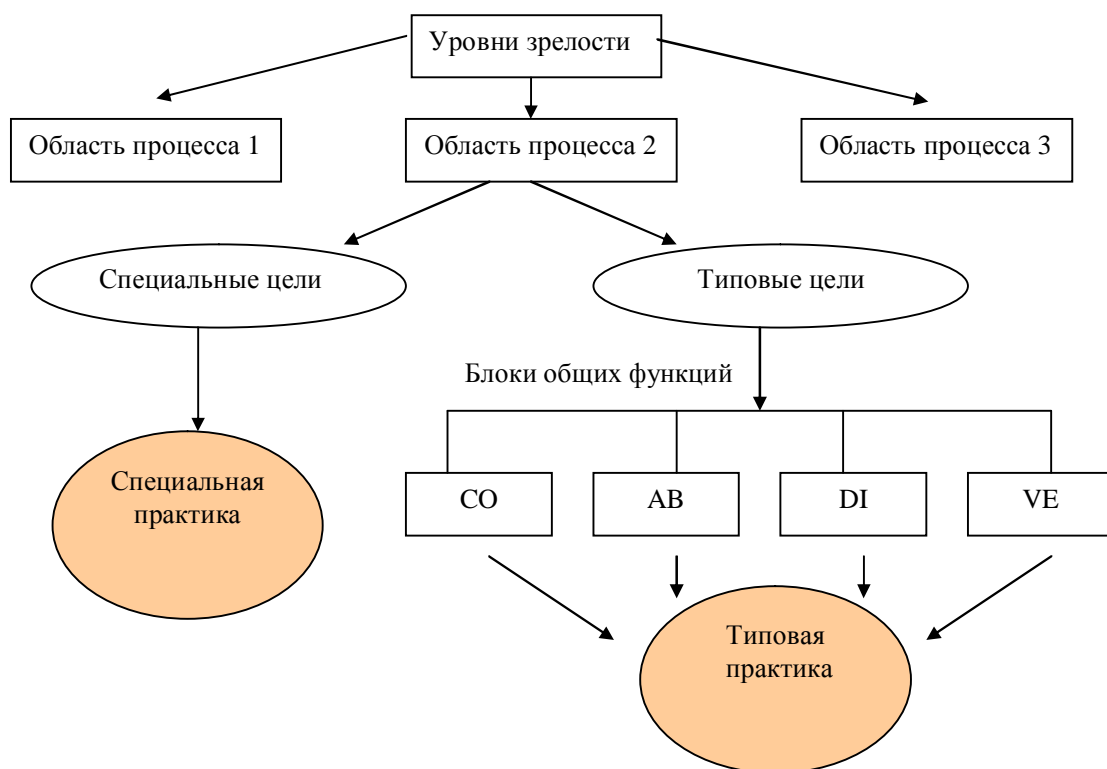 Уровни зрелости
Область процесса 1
Область процесса 2
Область процесса 3
Специальные цели
Типовые цели
Блоки общих функций
Специальная
практика
CO
AB
DI
VE
Типовая
практика